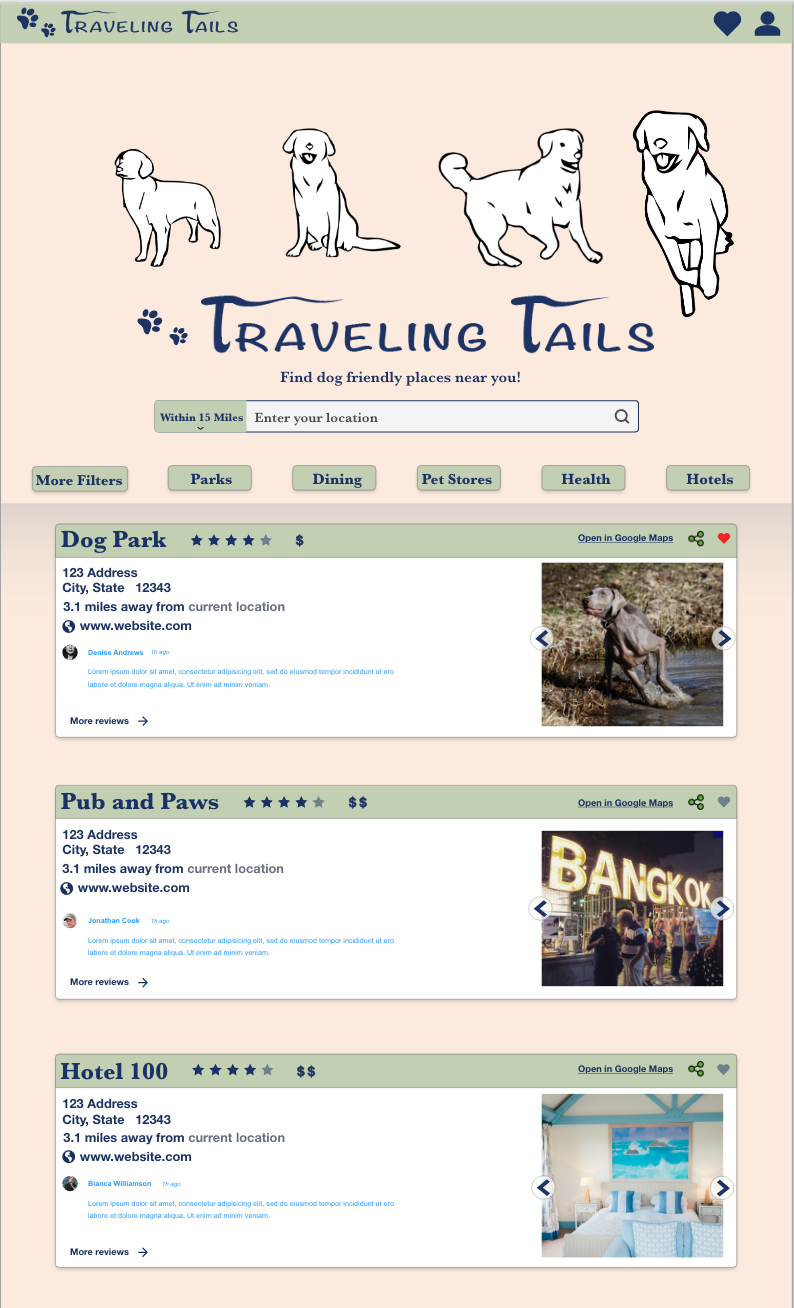 Traveling Tails
Traveling Tails
Find dog friendly places near you!
Within 15 Miles
Enter your location
More Filters
Parks
Dining
Pet Stores
Health
Hotels
Dog Park
$
Open in Google Maps
123 Address
City, State 12343
3.1 miles away from current location
www.website.com
Denise Andrews 1h ago
Lorem ipsum dolor sit amet, consectetur adipisicing elit, sed do eiusmod tempor incididunt ut ero
labore et dolore magna aliqua. Ut enim ad minim veniam.
More reviews
Pub and Paws
$$
Open in Google Maps
123 Address
City, State 12343
3.1 miles away from current location
www.website.com
BANGKOK
Jonathan Cook 1h ago
Lorem ipsum dolor sit amet, consectetur adipisicing elit, sed do eiusmod tempor incididunt ut ero
labore et dolore magna aliqua. Ut enim ad minim veniam.
More reviews
Hotel 100
$$
Open in Google Maps
123 Address
City, State 12343
3.1 miles away from current location
www.website.com
Bianca Williamson 1h ago
Lorem ipsum dolor sit amet, consectetur adipisicing elit, sed do eiusmod tempor incididunt ut ero
labore et dolore magna aliqua. Ut enim ad minim veniam.
More reviews